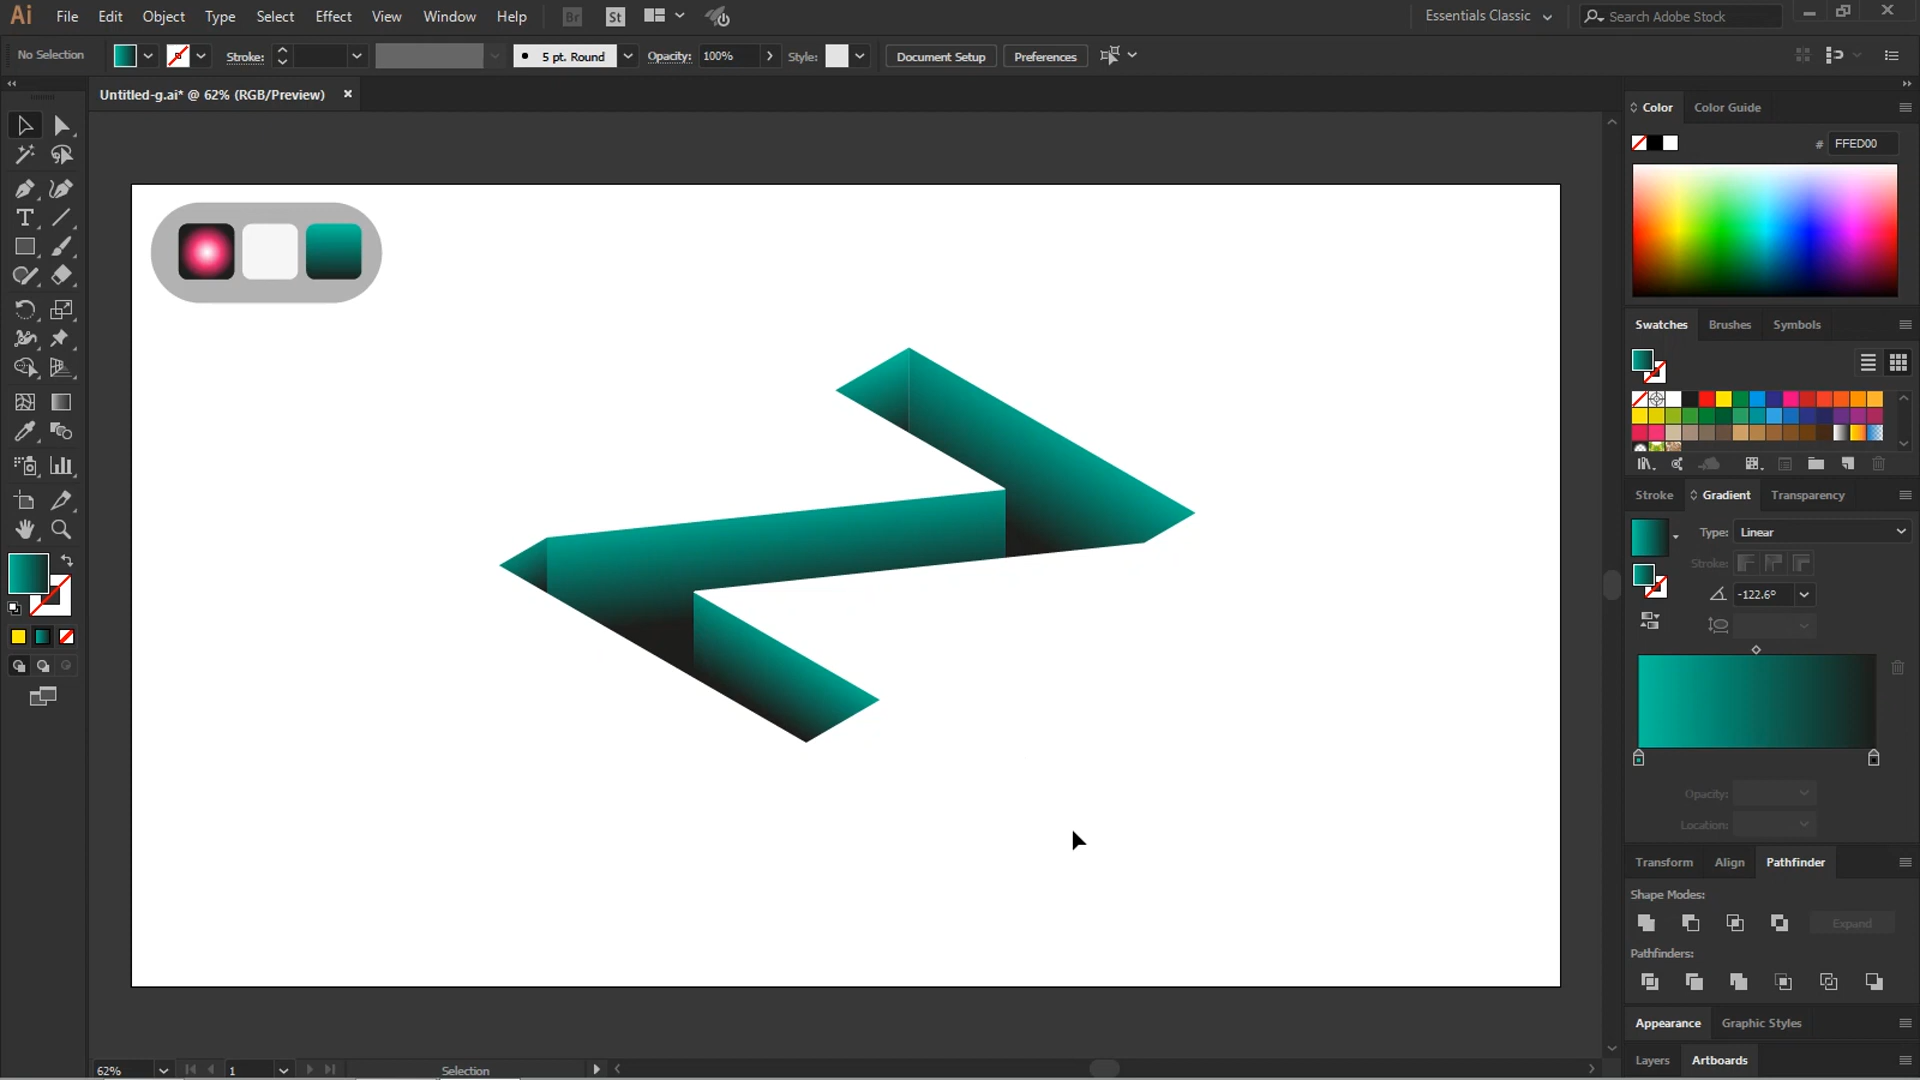 Ai File Edit Object Type Select Effect View Window Help Br St Essentials Classic Search Adobe Stock
No Selection Stroke: 5 pt. Round Opacity: 100% Style: Document Setup Preferences
Untitled-g.ai* @ 62% (RGB/Preview)
Color Color Guide
# FFED00
Swatches Brushes Symbols
Stroke Gradient Transparency
Type: Linear
Stroke:
-122.6°
Opacity:
Location:
Transform Align Pathfinder
Shape Modes:
Expand
Pathfinders:
Appearance Graphic Styles
Layers Artboards
62% 1 Selection